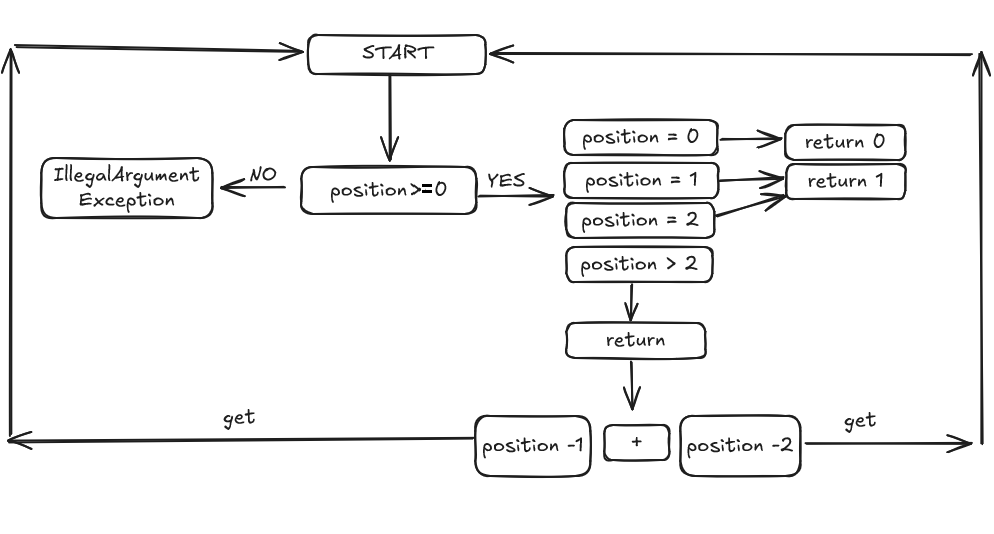 START
position = 0
return 0
IllegalArgument
Exception
NO
position>=0
YES
position = 1
return 1
position = 2
position > 2
return
get
get
position -1
+
position -2